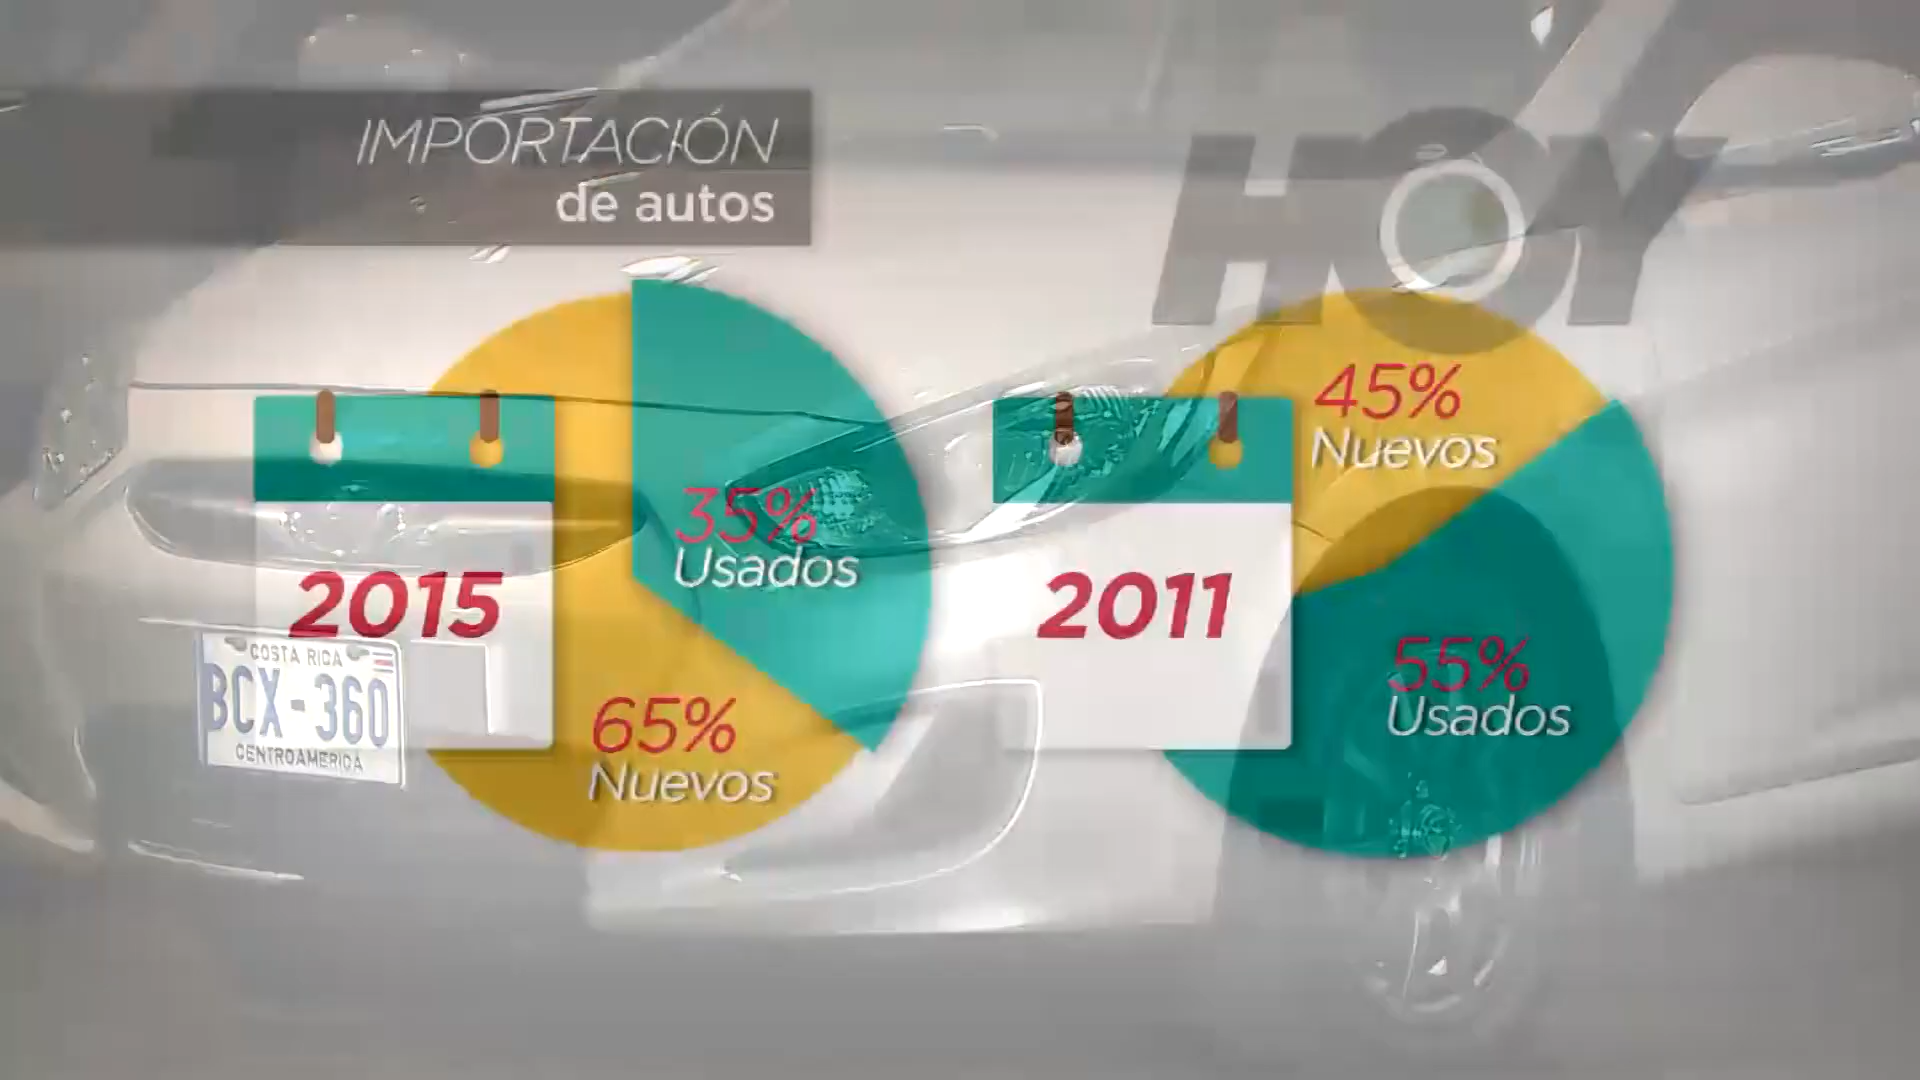 IMPORTACIÓN
de autos
HOY
2015
35%
Usados
65%
Nuevos
2011
45%
Nuevos
55%
Usados
COSTA RICA
BCX-360
CENTROAMERICA